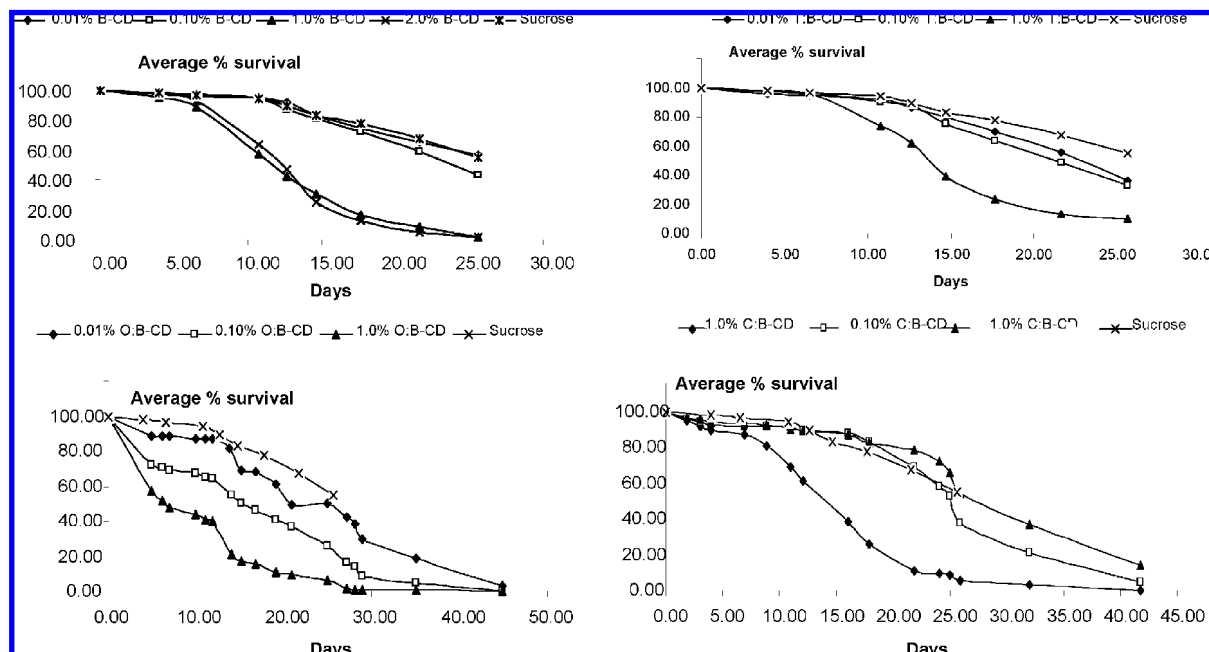 0.01% B-CD 0.10% B-CD 1.0% B-CD 2.0% B-CD Sucrose
Average % survival
100.00
80.00
60.00
40.00
20.00
0.00
0.00 5.00 10.00 15.00 20.00 25.00 30.00
Days
0.01% T:B-CD 0.10% T:B-CD 1.0% T:B-CD Sucrose
Average % survival
100.00
80.00
60.00
40.00
20.00
0.00
0.00 5.00 10.00 15.00 20.00 25.00 30.0
Days
0.01% O:B-CD 0.10% O:B-CD 1.0% O:B-CD Sucrose
Average % survival
100.00
80.00
60.00
40.00
20.00
0.00
0.00 10.00 20.00 30.00 40.00 50.00
Days
1.0% C:B-CD 0.10% C:B-CD 1.0% C:B-CD Sucrose
Average % survival
100.00
80.00
60.00
40.00
20.00
0.00
0.00 5.00 10.00 15.00 20.00 25.00 30.00 35.00 40.00 45.00
Days